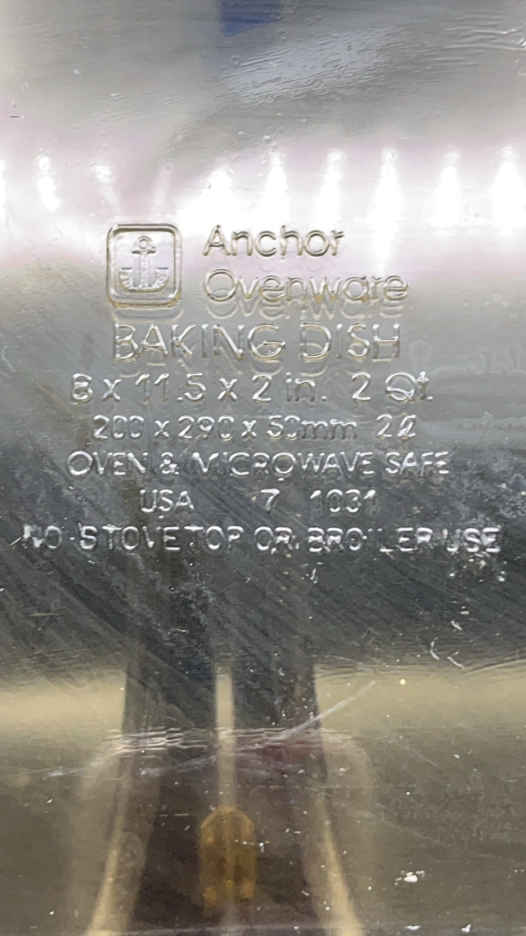 Anchor
Ovenware
BAKING DISH
8 x 11.5 x 2 in. 2 Qt.
200 x 290 x 50mm 2ℓ
OVEN & MICROWAVE SAFE
USA 7 1031
NO STOVETOP OR BROILER USE